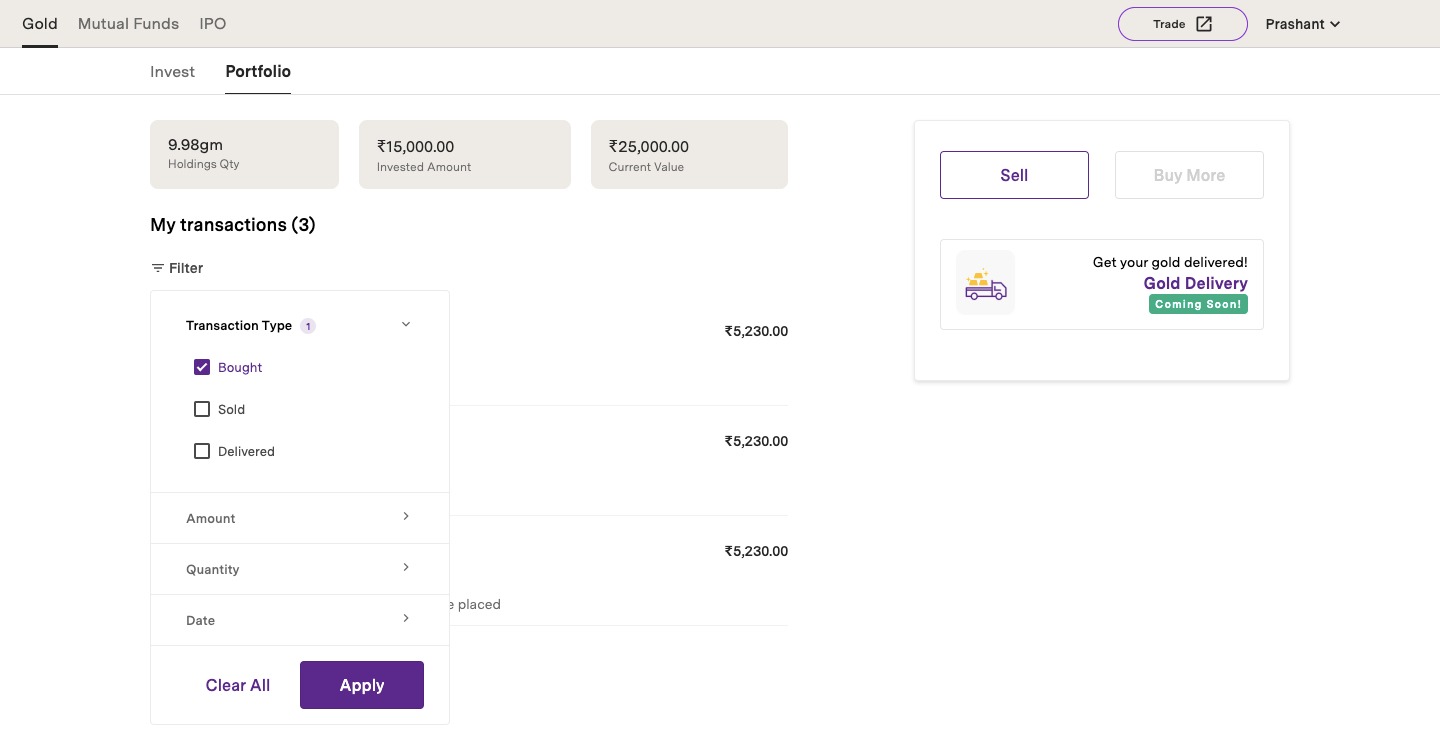 Gold Mutual Funds IPO Trade Prashant
Invest Portfolio
9.98gm
Holdings Qty
₹15,000.00
Invested Amount
₹25,000.00
Current Value
My transactions (3)
Filter
Transaction Type 1
Bought
Sold
Delivered
Amount
Quantity
Date
Clear All Apply
₹5,230.00
₹5,230.00
₹5,230.00
placed
Sell Buy More
Get your gold delivered!
Gold Delivery
Coming Soon!